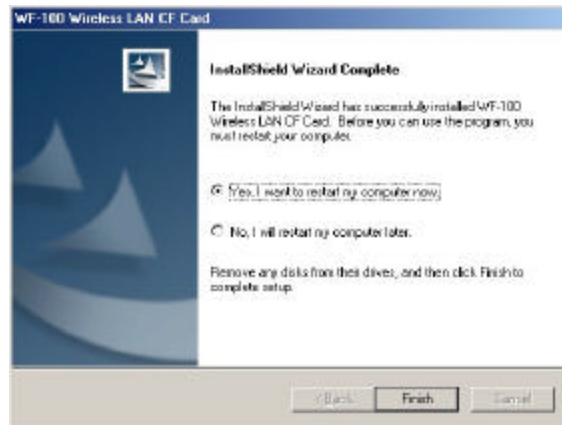 WF-100 Wireless LAN CF Card
InstallShield Wizard Complete
The InstallShield Wizard has successfully installed WF-100
Wireless LAN CF Card. Before you can use the program, you
must restart your computer.
Yes, I want to restart my computer now.
No, I will restart my computer later.
Remove any disks from their drives, and then click Finish to
complete setup.
< Back Finish Cancel